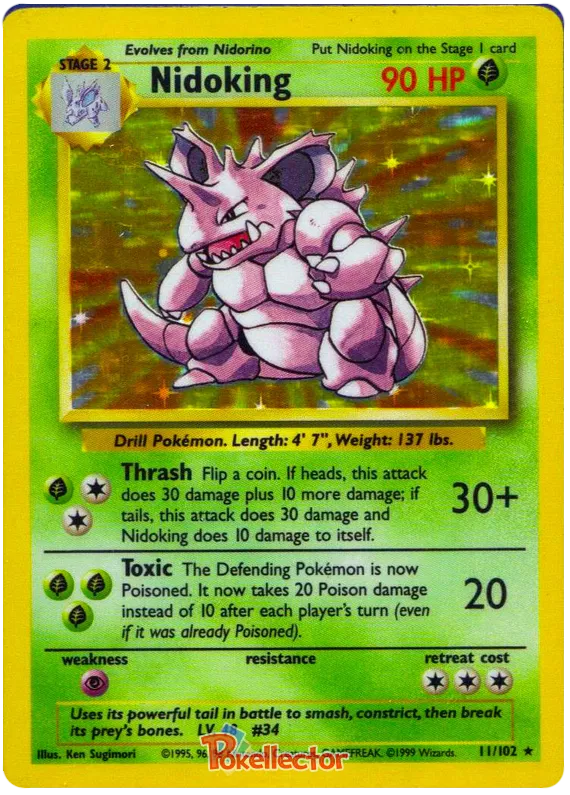 Evolves from Nidorino Put Nidoking on the Stage 1 card
STAGE 2
Nidoking 90 HP
Drill Pokémon. Length: 4' 7", Weight: 137 lbs.
Thrash Flip a coin. If heads, this attack
does 30 damage plus 10 more damage; if
tails, this attack does 30 damage and
Nidoking does 10 damage to itself.
30+
Toxic The Defending Pokémon is now
Poisoned. It now takes 20 Poison damage
instead of 10 after each player's turn (even
if it was already Poisoned).
20
weakness resistance retreat cost
Uses its powerful tail in battle to smash, constrict, then break
its prey's bones. LV. 48 #34
Illus. Ken Sugimori ©1995, 96, GAMEFREAK. ©1999 Wizards. 11/102 ★
Pokellector